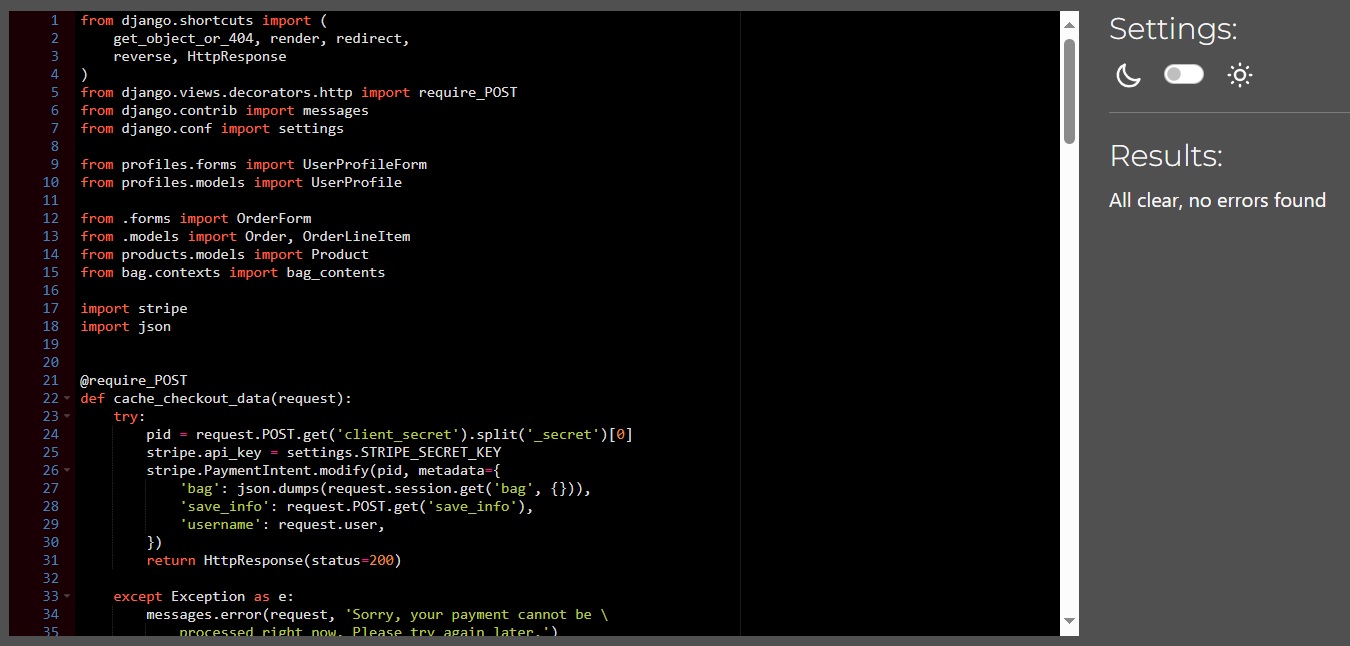 1 from django.shortcuts import (
2     get_object_or_404, render, redirect,
3     reverse, HttpResponse
4 )
5 from django.views.decorators.http import require_POST
6 from django.contrib import messages
7 from django.conf import settings
8
9 from profiles.forms import UserProfileForm
10 from profiles.models import UserProfile
11
12 from .forms import OrderForm
13 from .models import Order, OrderLineItem
14 from products.models import Product
15 from bag.contexts import bag_contents
16
17 import stripe
18 import json
19
20
21 @require_POST
22 def cache_checkout_data(request):
23     try:
24         pid = request.POST.get('client_secret').split('_secret')[0]
25         stripe.api_key = settings.STRIPE_SECRET_KEY
26         stripe.PaymentIntent.modify(pid, metadata={
27             'bag': json.dumps(request.session.get('bag', {})),
28             'save_info': request.POST.get('save_info'),
29             'username': request.user,
30         })
31         return HttpResponse(status=200)
32
33     except Exception as e:
34         messages.error(request, 'Sorry, your payment cannot be \
35             processed right now. Please try again later.')
Settings:
Results:
All clear, no errors found